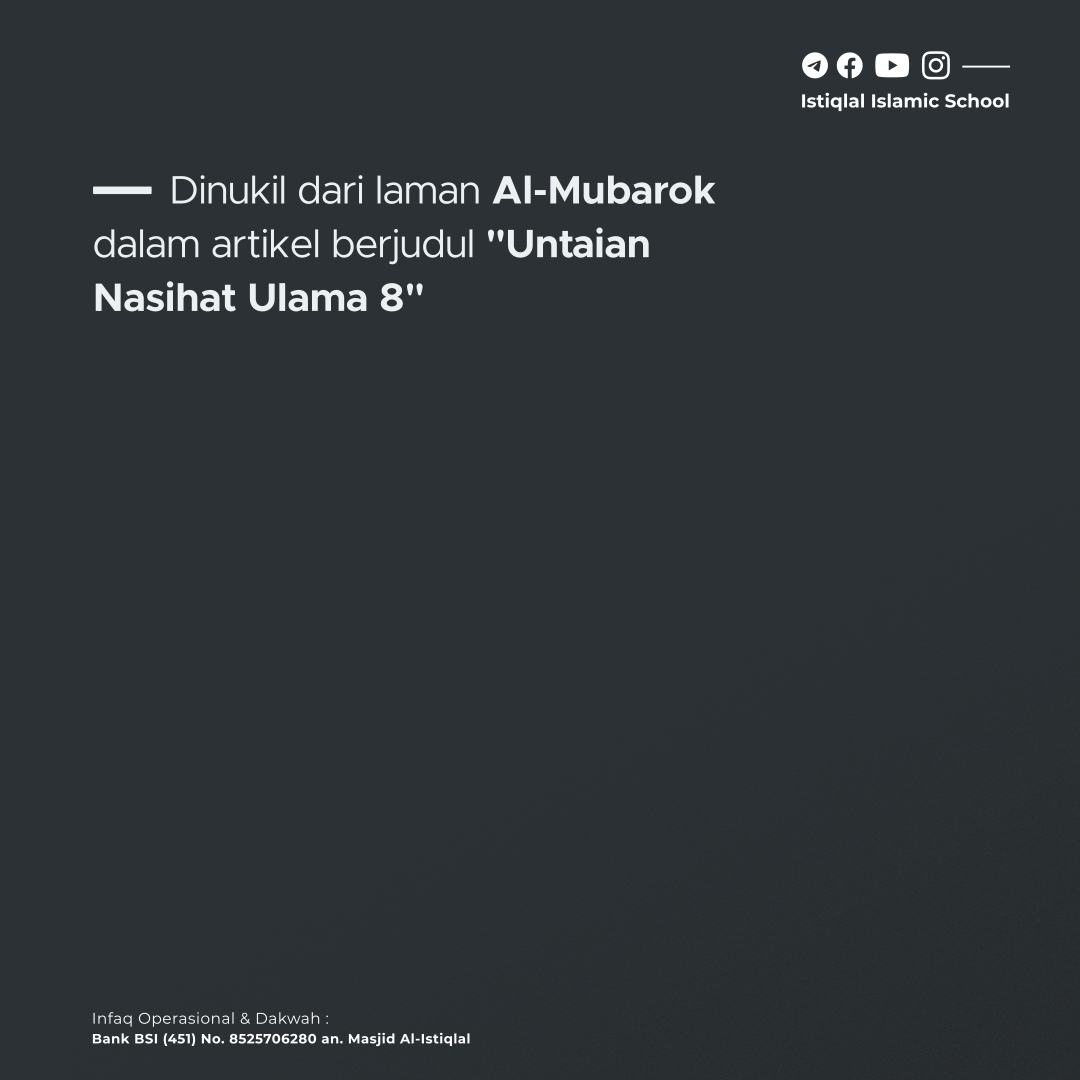 Istiqlal Islamic School
Dinukil dari laman Al-Mubarok
dalam artikel berjudul "Untaian
Nasihat Ulama 8"
Infaq Operasional & Dakwah :
Bank BSI (451) No. 8525706280 an. Masjid Al-Istiqlal